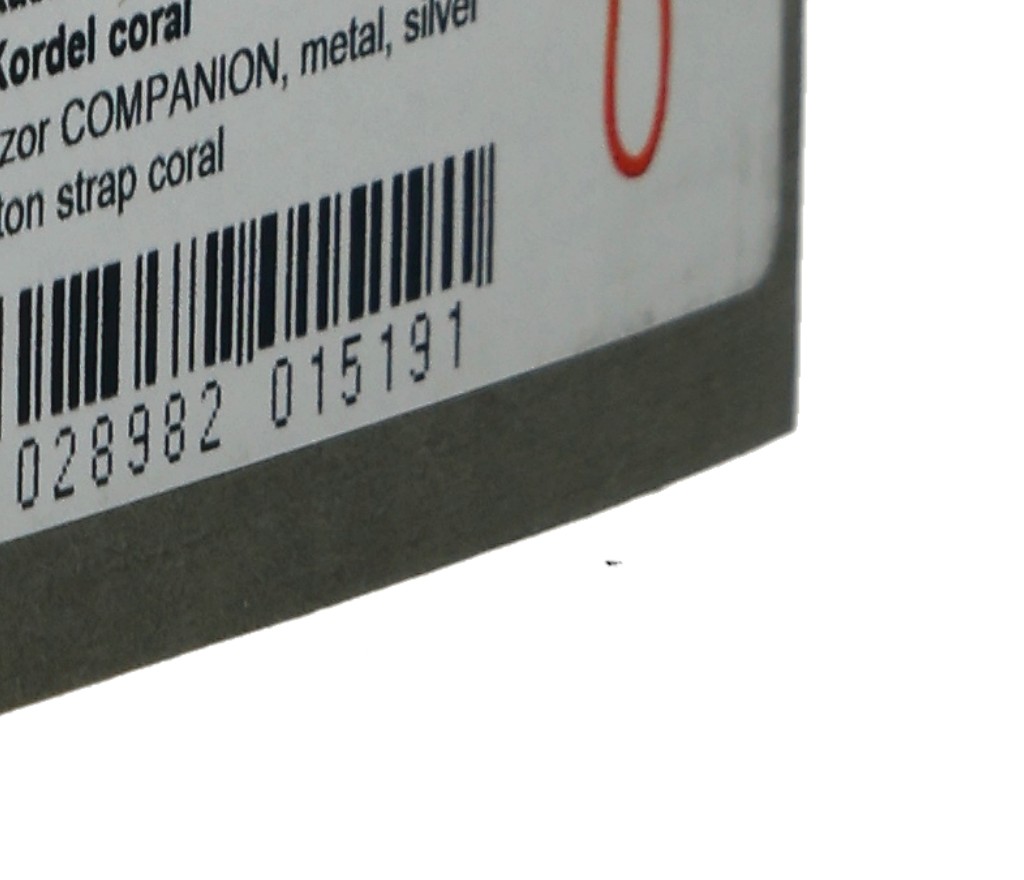 Kordel coral
zor COMPANION, metal, silver
ton strap coral
028982 015191